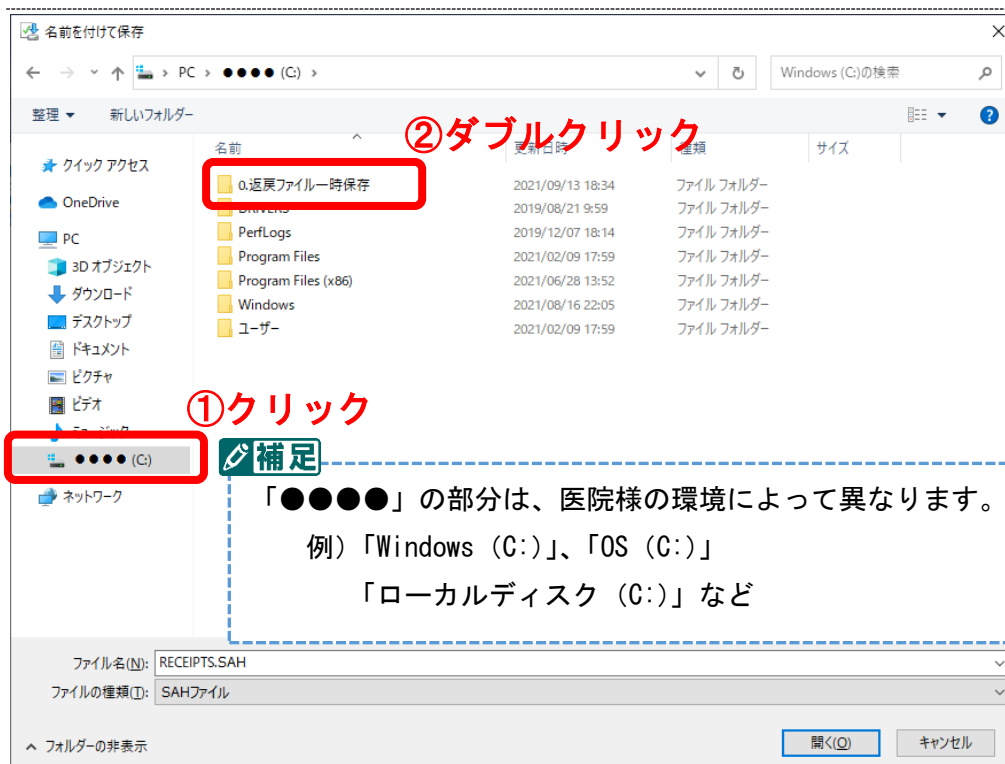 名前を付けて保存
PC › ●●●● (C:) ›
Windows (C:)の検索
整理
新しいフォルダー
②ダブルクリック
名前
更新日時
種類
サイズ
0.返戻ファイル一時保存 2021/09/13 18:34 ファイル フォルダー
DRIVERS 2019/08/21 9:59 ファイル フォルダー
PerfLogs 2019/12/07 18:14 ファイル フォルダー
Program Files 2021/02/09 17:59 ファイル フォルダー
Program Files (x86) 2021/06/28 13:52 ファイル フォルダー
Windows 2021/08/16 22:05 ファイル フォルダー
ユーザー 2021/02/09 17:59 ファイル フォルダー
クイック アクセス
OneDrive
PC
3D オブジェクト
ダウンロード
デスクトップ
ドキュメント
ピクチャ
ビデオ
ミュージック
①クリック
●●●● (C:)
ネットワーク
補足
「●●●●」の部分は、医院様の環境によって異なります。
例)「Windows (C:)」、「OS (C:)」
「ローカルディスク (C:)」など
ファイル名(N): RECEIPTS.SAH
ファイルの種類(T): SAHファイル
フォルダーの非表示
開く(O)
キャンセル